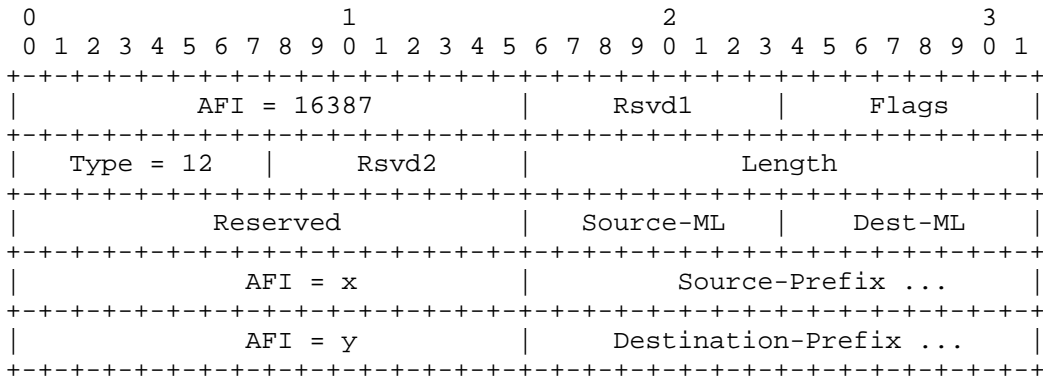 0                   1                   2                   3
 0 1 2 3 4 5 6 7 8 9 0 1 2 3 4 5 6 7 8 9 0 1 2 3 4 5 6 7 8 9 0 1
+-+-+-+-+-+-+-+-+-+-+-+-+-+-+-+-+-+-+-+-+-+-+-+-+-+-+-+-+-+-+-+-+
|           AFI = 16387         |     Rsvd1     |     Flags     |
+-+-+-+-+-+-+-+-+-+-+-+-+-+-+-+-+-+-+-+-+-+-+-+-+-+-+-+-+-+-+-+-+
|   Type = 12   |     Rsvd2     |             Length            |
+-+-+-+-+-+-+-+-+-+-+-+-+-+-+-+-+-+-+-+-+-+-+-+-+-+-+-+-+-+-+-+-+
|            Reserved           |   Source-ML   |    Dest-ML    |
+-+-+-+-+-+-+-+-+-+-+-+-+-+-+-+-+-+-+-+-+-+-+-+-+-+-+-+-+-+-+-+-+
|              AFI = x          |         Source-Prefix ...     |
+-+-+-+-+-+-+-+-+-+-+-+-+-+-+-+-+-+-+-+-+-+-+-+-+-+-+-+-+-+-+-+-+
|              AFI = y          |     Destination-Prefix ...    |
+-+-+-+-+-+-+-+-+-+-+-+-+-+-+-+-+-+-+-+-+-+-+-+-+-+-+-+-+-+-+-+-+